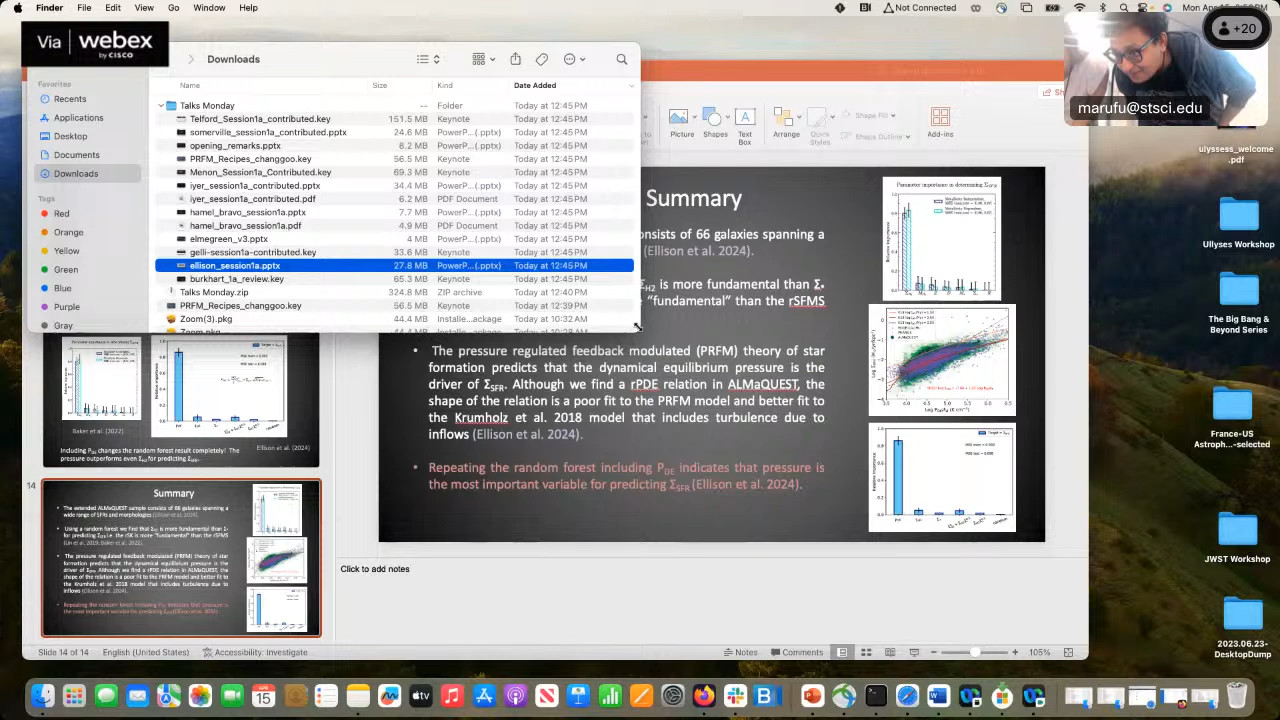 Finder File Edit View Go Window Help
Not Connected
Via webex
by CISCO
+20
marufu@stsci.edu
Downloads
Favorites
Recents
Applications
Desktop
Documents
Downloads
Tags
Red
Orange
Yellow
Green
Blue
Purple
Gray
Name Size Kind Date Added
Talks Monday -- Folder Today at 12:45 PM
Telford_Session1a_contributed.key 151.5 MB Keynote Today at 12:45 PM
somerville_session1a_contributed.pptx 24.6 MB PowerP...(.pptx) Today at 12:45 PM
opening_remarks.pptx 8.2 MB PowerP...(.pptx) Today at 12:45 PM
PRFM_Recipes_changgoo.key 56.5 MB Keynote Today at 12:45 PM
Menon_Session1a_contributed.key 69.3 MB Keynote Today at 12:45 PM
iyer_session1a_contributed.pptx 34.4 MB PowerP...(.pptx) Today at 12:45 PM
iyer_session1a_contributed.pdf 6.2 MB PDF Document Today at 12:45 PM
hamel_bravo_session1a.pptx 7.7 MB PowerP...(.pptx) Today at 12:45 PM
hamel_bravo_session1a.pdf 4.9 MB PDF Document Today at 12:45 PM
elmegreen_v3.pptx 4 MB PowerP...(.pptx) Today at 12:45 PM
gelli-session1a-contributed.key 33.6 MB Keynote Today at 12:45 PM
ellison_session1a.pptx 27.8 MB PowerP...(.pptx) Today at 12:45 PM
burkhart_1a_review.key 65.3 MB Keynote Today at 12:45 PM
Talks Monday.zip 324.8 MB ZIP archive Today at 12:40 PM
PRFM_Recipes_changgoo.key 56.5 MB Keynote Today at 12:39 PM
Zoom(3).pkg 44.4 MB Installe...ackage Today at 10:32 AM
Picture
Shapes
Text
Box
Arrange
Quick
Styles
Shape Fill
Shape Outline
Add-ins
Summary
onsists of 66 galaxies spanning a
(Ellison et al. 2024).
H2 is more fundamental than Σ*
"fundamental" than the rSFMS
• The pressure regulated feedback modulated (PRFM) theory of star
formation predicts that the dynamical equilibrium pressure is the
driver of ΣSFR. Although we find a rPDE relation in ALMaQUEST, the
shape of the relation is a poor fit to the PRFM model and better fit to
the Krumholz et al. 2018 model that includes turbulence due to
inflows (Ellison et al. 2024).
• Repeating the random forest including PDE indicates that pressure is
the most important variable for predicting ΣSFR (Ellison et al. 2024).
Parameter importance in determining ΣSFR
Baker et al. (2022)
Ellison et al (2024)
Including PDE changes the random forest result completely! The
pressure outperforms even ΣH2 for predicting ΣSFR.
14
Summary
Click to add notes
Slide 14 of 14 English (United States) Accessibility: Investigate Notes Comments 105%
ulyssess_welcome
.pdf
Ullyses Workshop
The Big Bang &
Beyond Series
France-US
Astroph...-selected
JWST Workshop
2023.06.23-
DesktopDump
APR
15